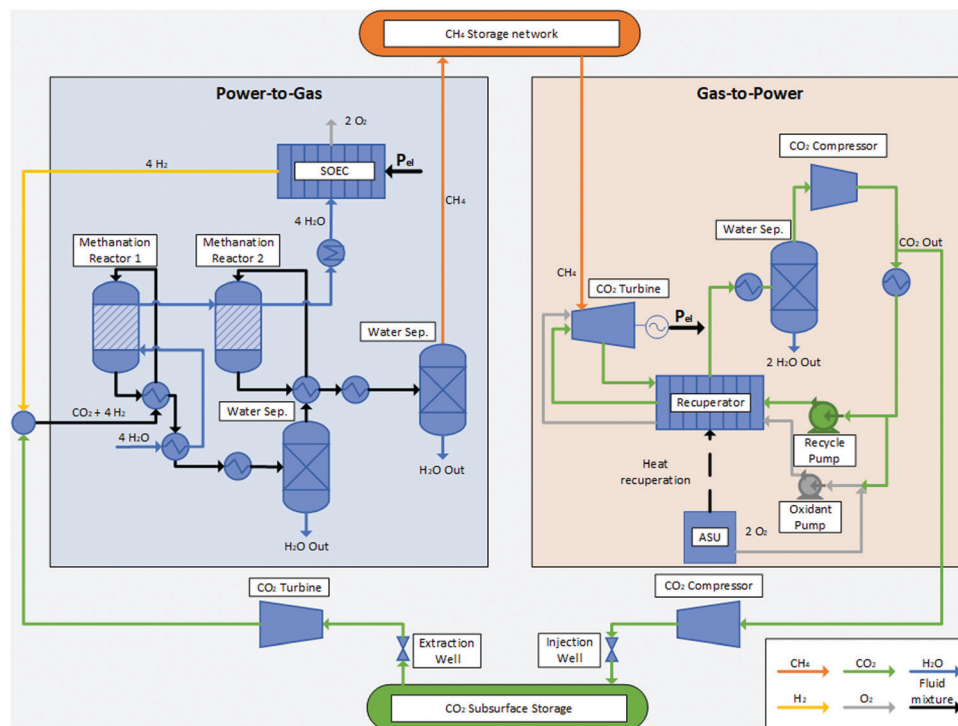 CH₄ Storage network
Power-to-Gas
Gas-to-Power
2 O₂
CO₂ Compressor
4 H₂
SOEC
Pel
CH₄
4 H₂O
Methanation
Reactor 1
Methanation
Reactor 2
Water Sep.
CO₂ Out
CH₄
CO₂ Turbine
Pel
Water Sep.
2 H₂O Out
CO₂ + 4 H₂
Water Sep.
Recuperator
4 H₂O
Recycle
Pump
H₂O Out
Heat
recuperation
Oxidant
Pump
ASU
2 O₂
H₂O Out
CO₂ Turbine
CO₂ Compressor
Extraction
Well
Injection
Well
CO₂ Subsurface Storage
CH₄
CO₂
H₂O
H₂
O₂
Fluid
mixture